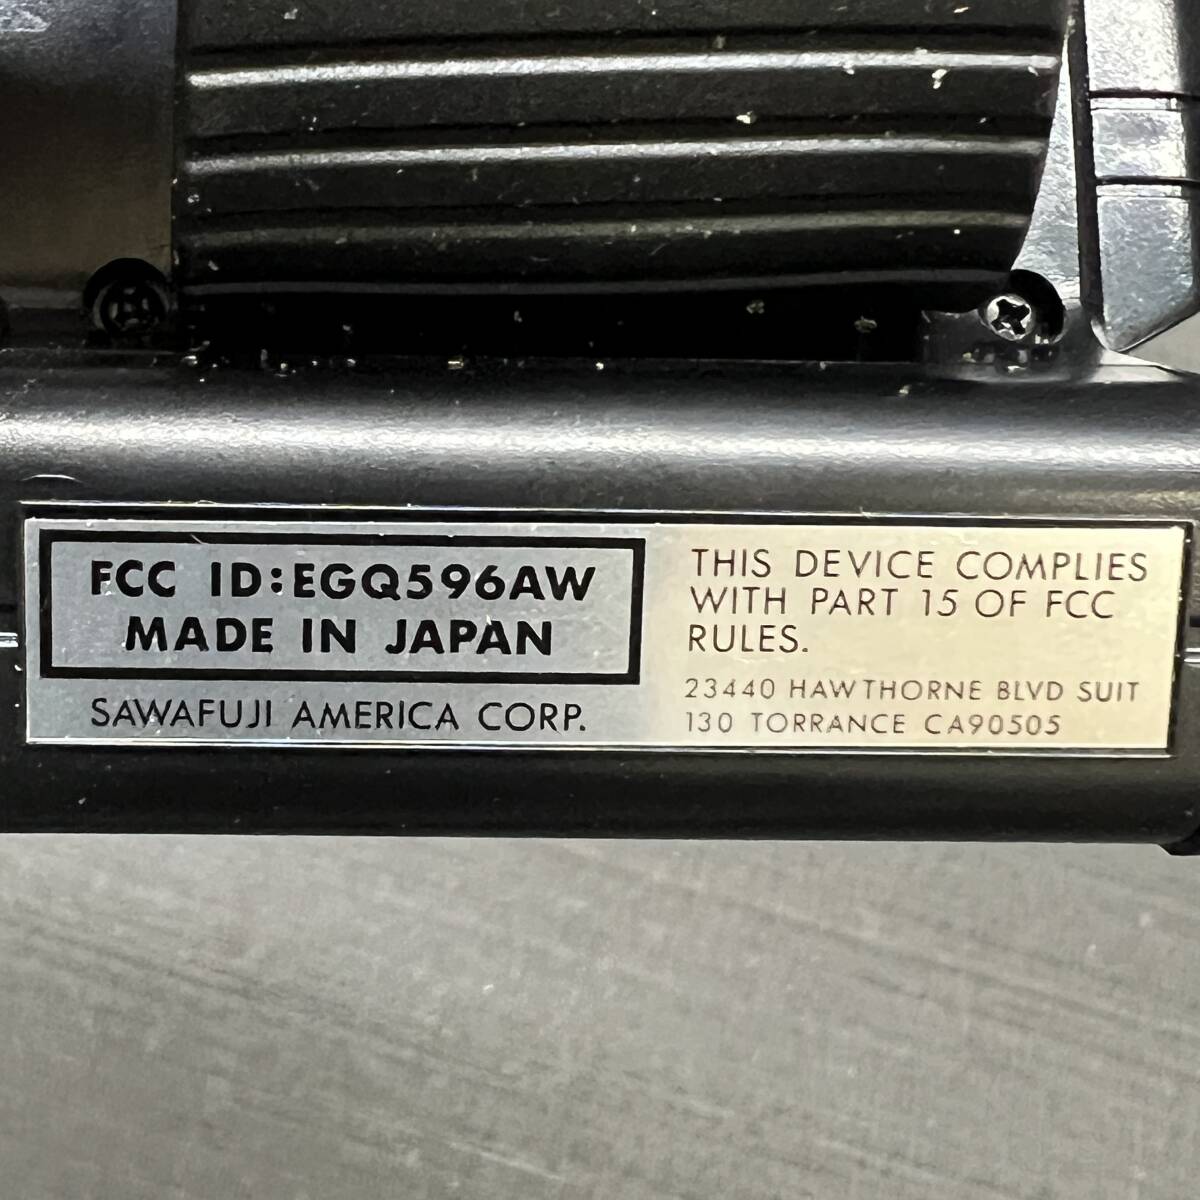 FCC ID:EGQ596AW
MADE IN JAPAN
SAWAFUJI AMERICA CORP.
THIS DEVICE COMPLIES
WITH PART 15 OF FCC
RULES.
23440 HAWTHORNE BLVD SUIT
130 TORRANCE CA90505